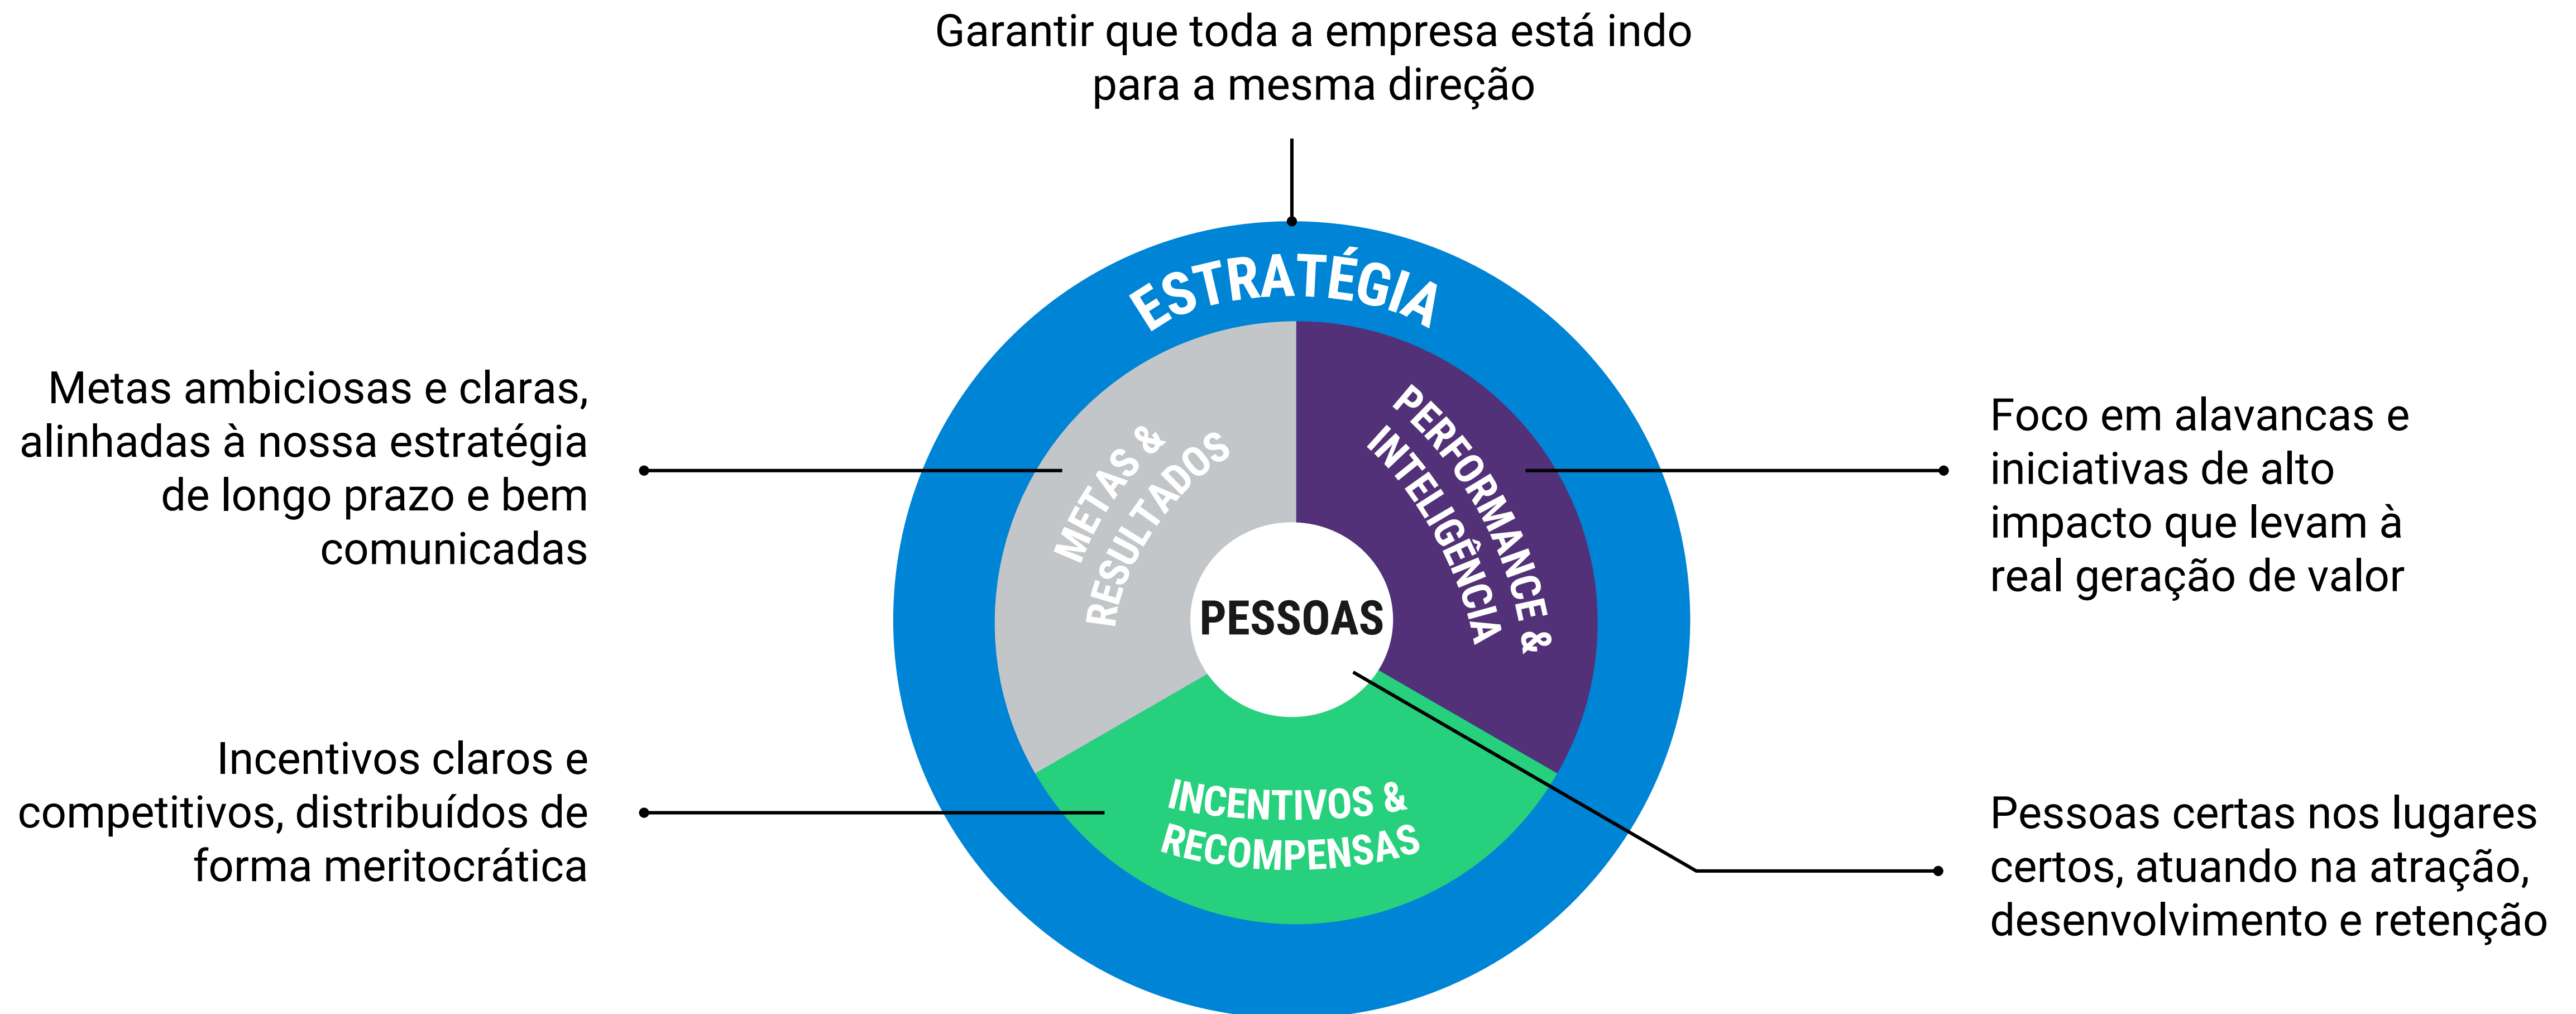 Garantir que toda a empresa está indo
para a mesma direção
ESTRATÉGIA
Metas ambiciosas e claras,
alinhadas à nossa estratégia
de longo prazo e bem
comunicadas
METAS &
RESULTADOS
PERFORMANCE &
INTELIGÊNCIA
Foco em alavancas e
iniciativas de alto
impacto que levam à
real geração de valor
PESSOAS
Incentivos claros e
competitivos, distribuídos de
forma meritocrática
INCENTIVOS &
RECOMPENSAS
Pessoas certas nos lugares
certos, atuando na atração,
desenvolvimento e retenção